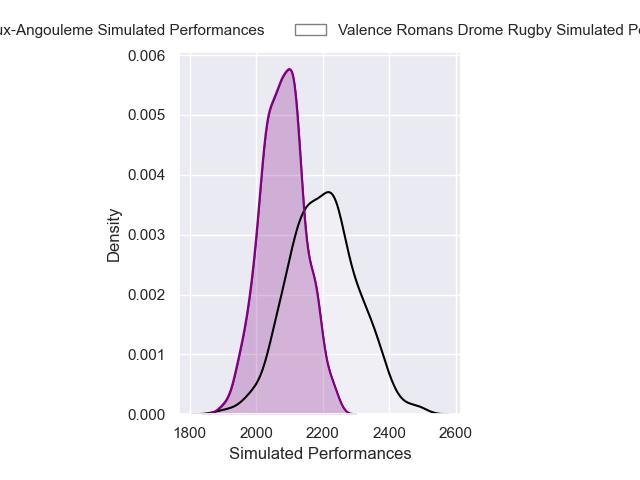 ux-Angouleme Simulated Performances Valence Romans Drome Rugby Simulated Pe
0.006
0.005
0.004
0.003
0.002
0.001
0.000
Density
1800 2000 2200 2400 2600
Simulated Performances